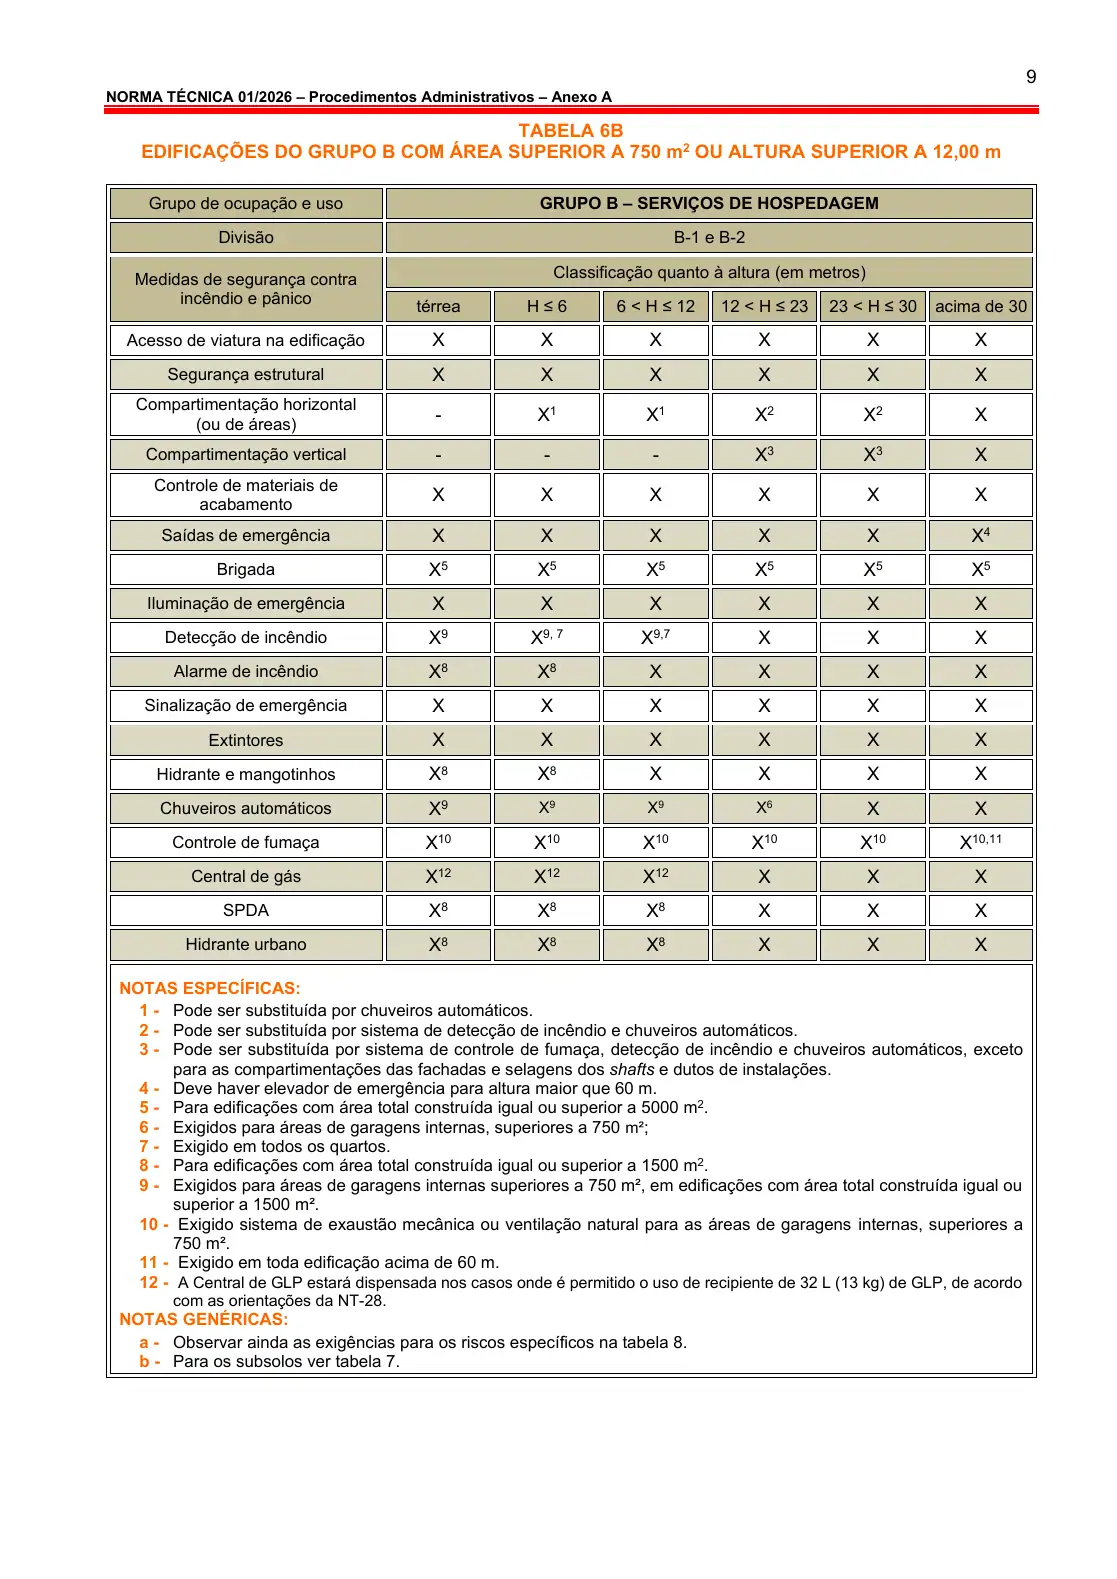 9
NORMA TÉCNICA 01/2026 – Procedimentos Administrativos – Anexo A
TABELA 6B
EDIFICAÇÕES DO GRUPO B COM ÁREA SUPERIOR A 750 m² OU ALTURA SUPERIOR A 12,00 m
Grupo de ocupação e uso GRUPO B – SERVIÇOS DE HOSPEDAGEM
Divisão B-1 e B-2
Medidas de segurança contra
incêndio e pânico
Classificação quanto à altura (em metros)
térrea H ≤ 6 6 < H ≤ 12 12 < H ≤ 23 23 < H ≤ 30 acima de 30
Acesso de viatura na edificação X X X X X X
Segurança estrutural X X X X X X
Compartimentação horizontal
(ou de áreas)
- X¹ X¹ X² X² X
Compartimentação vertical - - - X³ X³ X
Controle de materiais de
acabamento
X X X X X X
Saídas de emergência X X X X X X⁴
Brigada X⁵ X⁵ X⁵ X⁵ X⁵ X⁵
Iluminação de emergência X X X X X X
Detecção de incêndio X⁹ X⁹, ⁷ X⁹,⁷ X X X
Alarme de incêndio X⁸ X⁸ X X X X
Sinalização de emergência X X X X X X
Extintores X X X X X X
Hidrante e mangotinhos X⁸ X⁸ X X X X
Chuveiros automáticos X⁹ X⁹ X⁹ X⁶ X X
Controle de fumaça X¹⁰ X¹⁰ X¹⁰ X¹⁰ X¹⁰ X¹⁰,¹¹
Central de gás X¹² X¹² X¹² X X X
SPDA X⁸ X⁸ X⁸ X X X
Hidrante urbano X⁸ X⁸ X⁸ X X X
NOTAS ESPECÍFICAS:
1 - Pode ser substituída por chuveiros automáticos.
2 - Pode ser substituída por sistema de detecção de incêndio e chuveiros automáticos.
3 - Pode ser substituída por sistema de controle de fumaça, detecção de incêndio e chuveiros automáticos, exceto
para as compartimentações das fachadas e selagens dos shafts e dutos de instalações.
4 - Deve haver elevador de emergência para altura maior que 60 m.
5 - Para edificações com área total construída igual ou superior a 5000 m².
6 - Exigidos para áreas de garagens internas, superiores a 750 m²;
7 - Exigido em todos os quartos.
8 - Para edificações com área total construída igual ou superior a 1500 m².
9 - Exigidos para áreas de garagens internas superiores a 750 m², em edificações com área total construída igual ou
superior a 1500 m².
10 - Exigido sistema de exaustão mecânica ou ventilação natural para as áreas de garagens internas, superiores a
750 m².
11 - Exigido em toda edificação acima de 60 m.
12 - A Central de GLP estará dispensada nos casos onde é permitido o uso de recipiente de 32 L (13 kg) de GLP, de acordo
com as orientações da NT-28.
NOTAS GENÉRICAS:
a - Observar ainda as exigências para os riscos específicos na tabela 8.
b - Para os subsolos ver tabela 7.